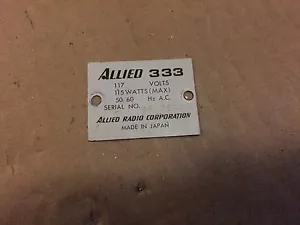 ALLIED 333
117 VOLTS
115 WATTS (MAX)
50 60 Hz A.C.
SERIAL NO.
ALLIED RADIO CORPORATION
MADE IN JAPAN